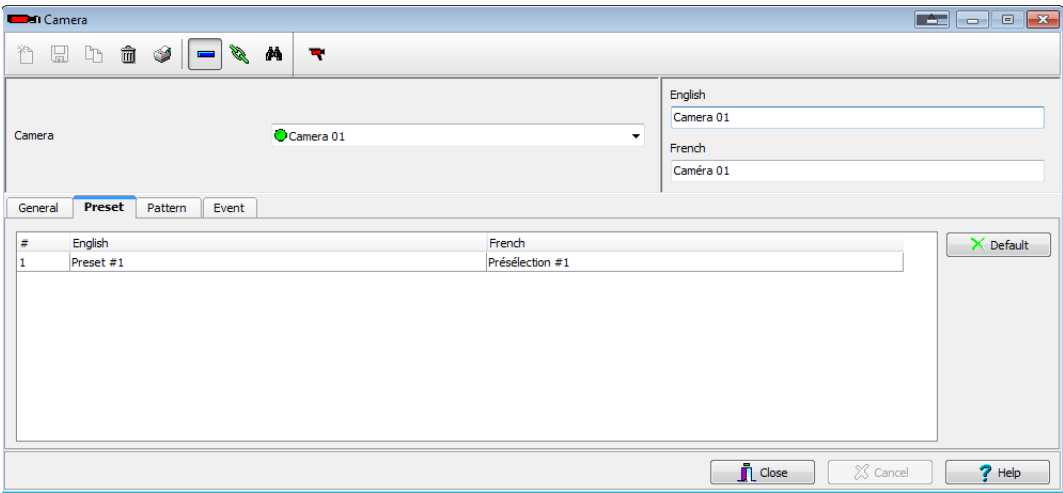 Camera
English
Camera 01
Camera Camera 01
French
Caméra 01
General Preset Pattern Event
# English French
Default
1 Preset #1 Présélection #1
Close Cancel Help